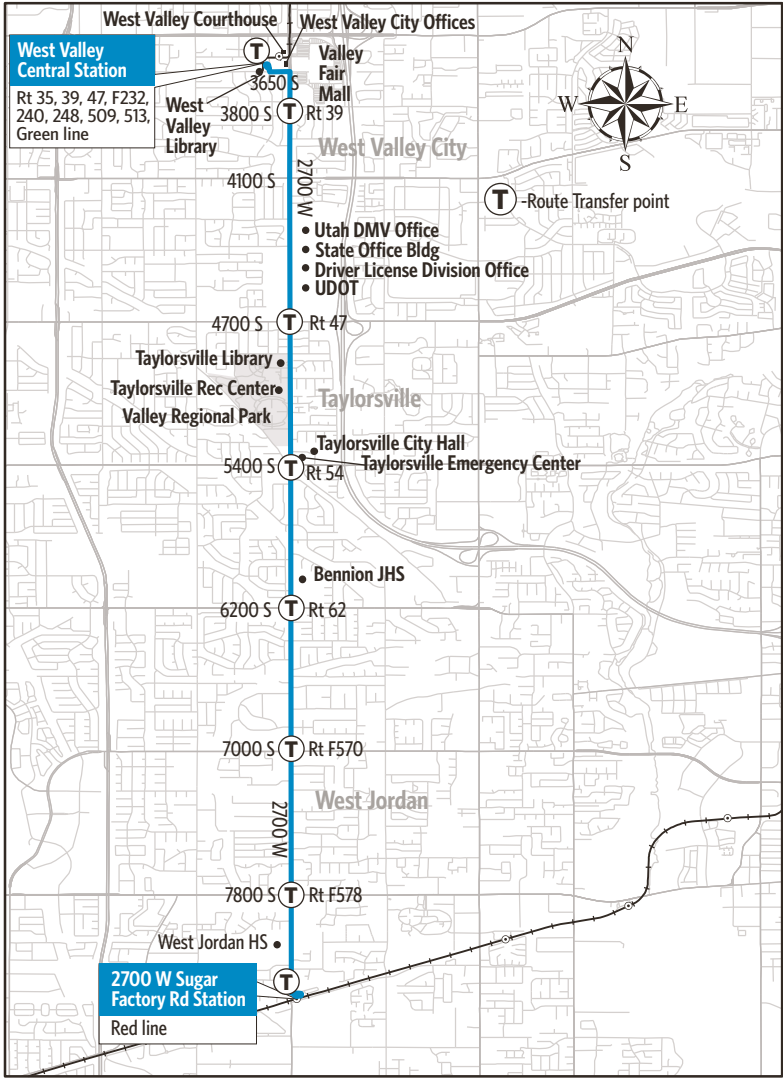 West Valley Courthouse
West Valley City Offices
West Valley
Central Station
Rt 35, 39, 47, F232,
240, 248, 509, 513,
Green line
T
Valley
Fair
Mall
3650 S
West
Valley
Library
3800 S
T
Rt 39
N
W
E
S
West Valley City
2700 W
4100 S
T
-Route Transfer point
Utah DMV Office
State Office Bldg
Driver License Division Office
UDOT
4700 S
T
Rt 47
Taylorsville Library
Taylorsville Rec Center
Valley Regional Park
Taylorsville
Taylorsville City Hall
Taylorsville Emergency Center
5400 S
T
Rt 54
Bennion JHS
6200 S
T
Rt 62
7000 S
T
Rt F570
West Jordan
2700 W
7800 S
T
Rt F578
West Jordan HS
T
2700 W Sugar
Factory Rd Station
Red line